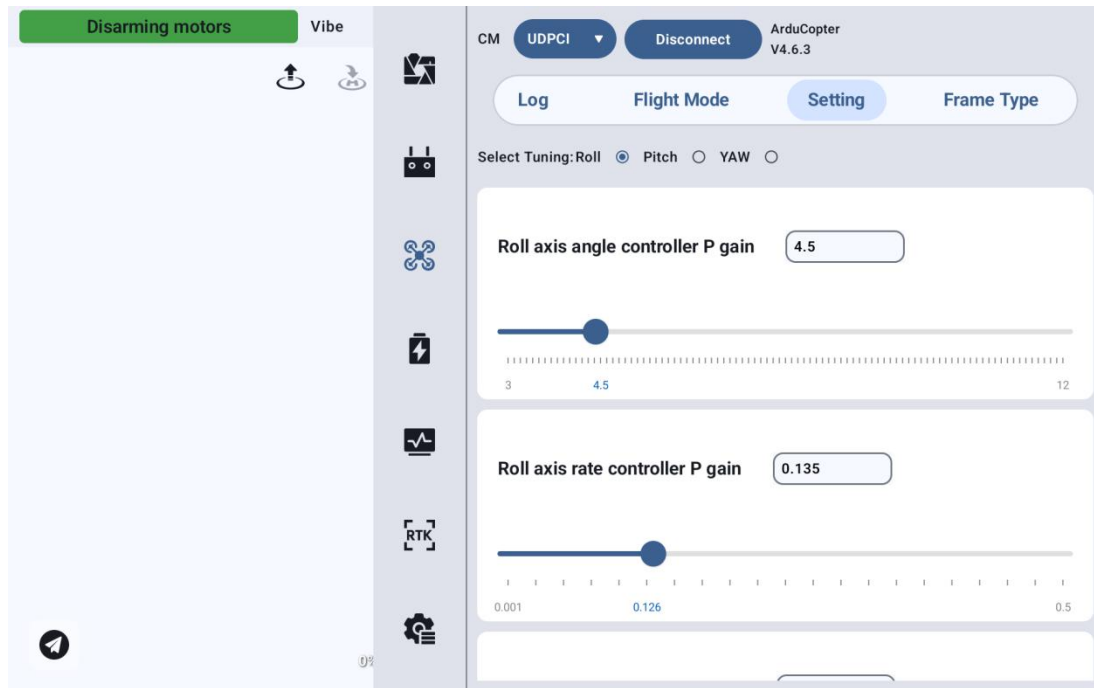 Disarming motors
Vibe
0%
RTK
CM
UDPCI
Disconnect
ArduCopter
V4.6.3
Log
Flight Mode
Setting
Frame Type
Select Tuning:Roll
Pitch
YAW
Roll axis angle controller P gain
4.5
3
4.5
12
Roll axis rate controller P gain
0.135
0.001
0.126
0.5